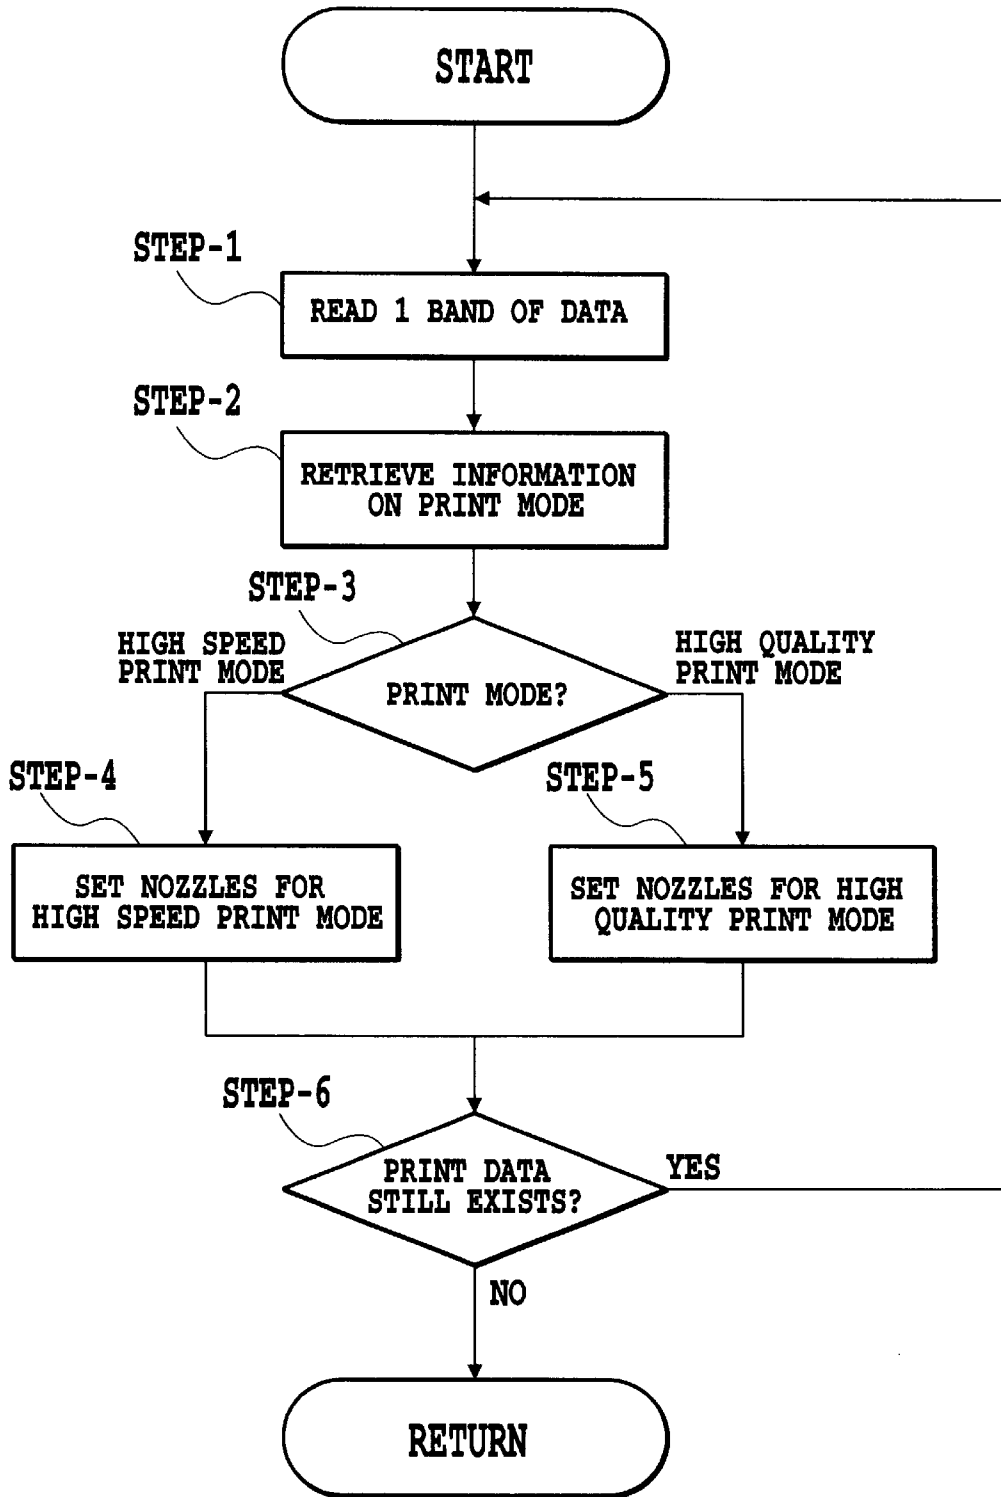 START
STEP-1
READ 1 BAND OF DATA
STEP-2
RETRIEVE INFORMATION
ON PRINT MODE
STEP-3
HIGH SPEED
PRINT MODE
HIGH QUALITY
PRINT MODE
PRINT MODE?
STEP-4
STEP-5
SET NOZZLES FOR
HIGH SPEED PRINT MODE
SET NOZZLES FOR HIGH
QUALITY PRINT MODE
STEP-6
PRINT DATA
STILL EXISTS?
YES
NO
RETURN